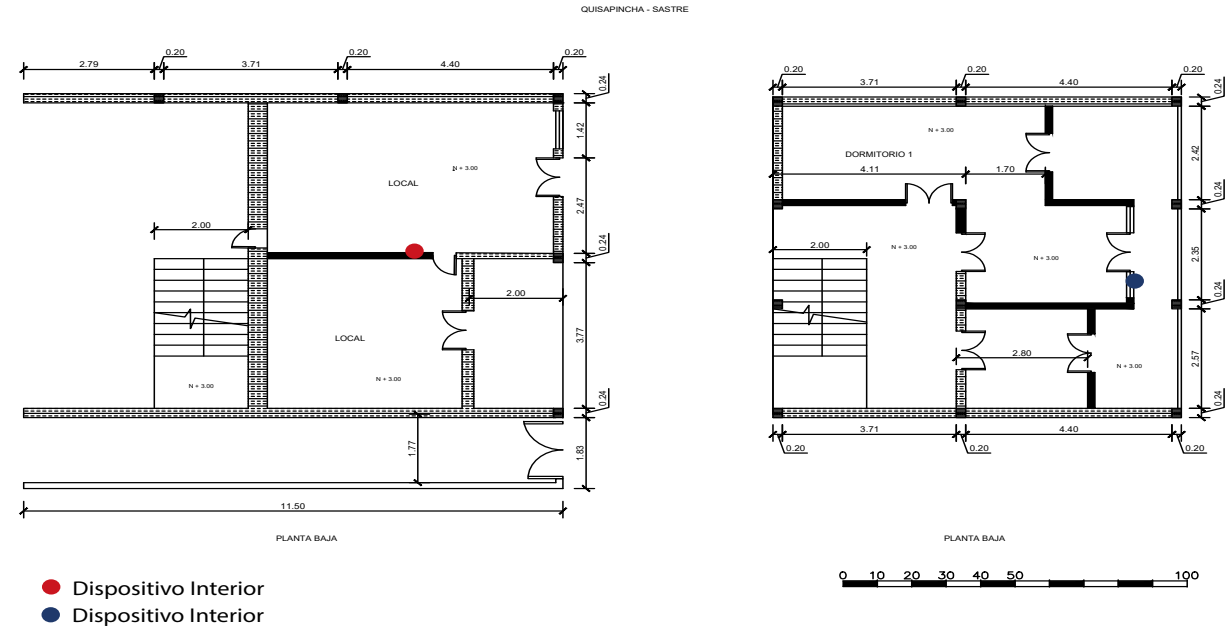 QUISAPINCHA - SASTRE
0.20 0.20 0.20
2.79 3.71 4.40
0.24
1.42
N + 3.00
LOCAL
2.47
2.00
0.24
2.00
LOCAL
3.77
N + 3.00
N + 3.00
0.24
1.77
1.83
11.50
PLANTA BAJA
0.20 0.20 0.20
3.71 4.40
0.24
N + 3.00
DORMITORIO 1
2.42
4.11 1.70
0.24
2.00
N + 3.00
N + 3.00
2.35
0.24
2.80
N + 3.00
2.57
0.24
3.71 4.40
0.20 0.20 0.20
PLANTA BAJA
0 10 20 30 40 50 100
Dispositivo Interior
Dispositivo Interior